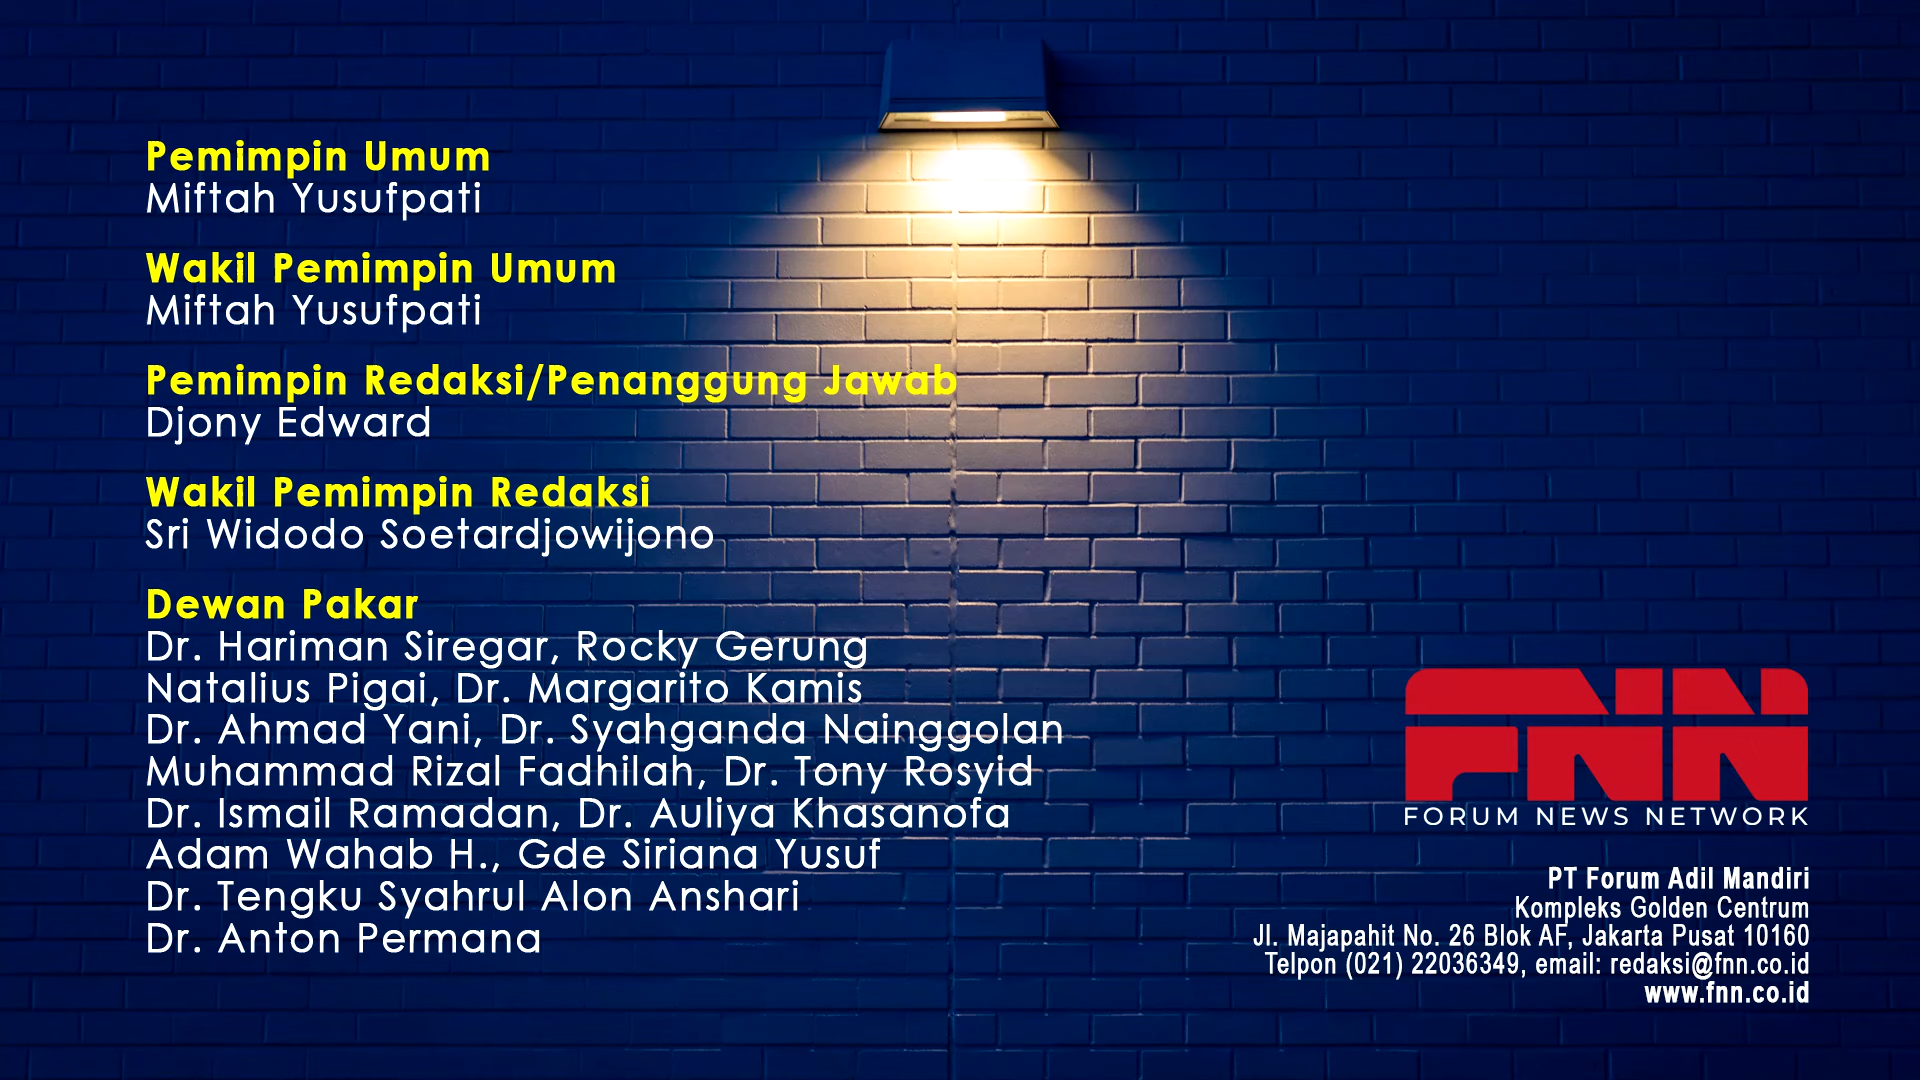 Pemimpin Umum
Miftah Yusufpati
Wakil Pemimpin Umum
Miftah Yusufpati
Pemimpin Redaksi/Penanggung Jawab
Djony Edward
Wakil Pemimpin Redaksi
Sri Widodo Soetardjowijono
Dewan Pakar
Dr. Hariman Siregar, Rocky Gerung
Natalius Pigai, Dr. Margarito Kamis
Dr. Ahmad Yani, Dr. Syahganda Nainggolan
Muhammad Rizal Fadhilah, Dr. Tony Rosyid
Dr. Ismail Ramadan, Dr. Auliya Khasanofa
Adam Wahab H., Gde Siriana Yusuf
Dr. Tengku Syahrul Alon Anshari
Dr. Anton Permana
FNN
FORUM NEWS NETWORK
PT Forum Adil Mandiri
Kompleks Golden Centrum
Jl. Majapahit No. 26 Blok AF, Jakarta Pusat 10160
Telpon (021) 22036349, email: redaksi@fnn.co.id
www.fnn.co.id